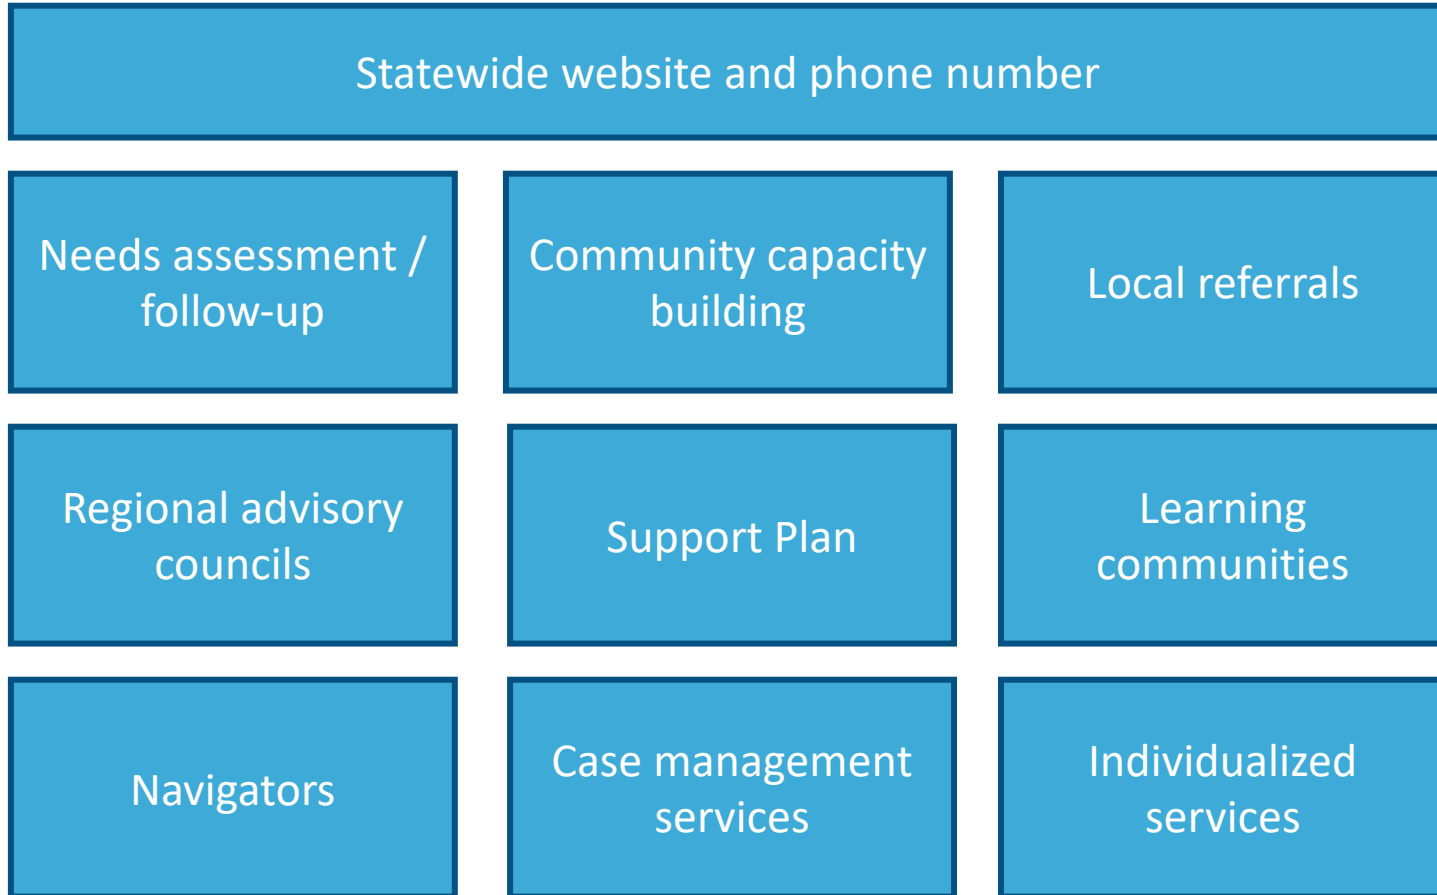 Statewide website and phone number
Needs assessment /
follow-up
Community capacity
building
Local referrals
Regional advisory
councils
Support Plan
Learning
communities
Navigators
Case management
services
Individualized
services